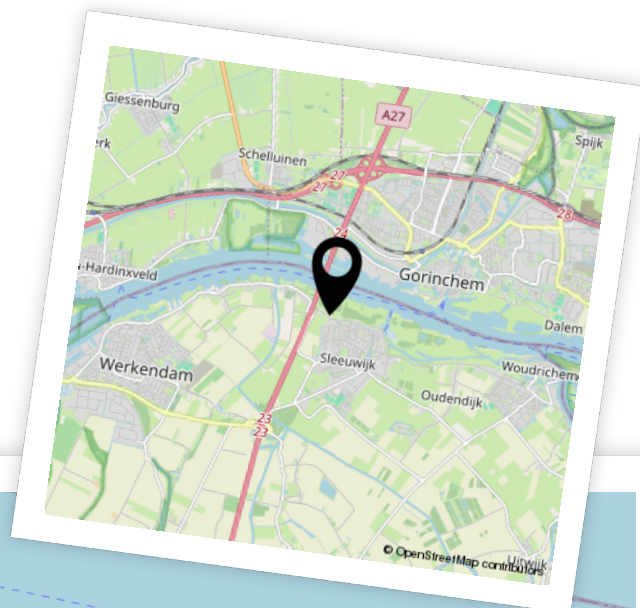 Giessenburg
A27
erk
Spijk
Schelluinen
27
27
28
24
-Hardinxveld
Gorinchem
Dalem
Sleeuwijk
Werkendam
Woudrichem
Oudendijk
23
23
Uitwijk
© OpenStreetMap contributors